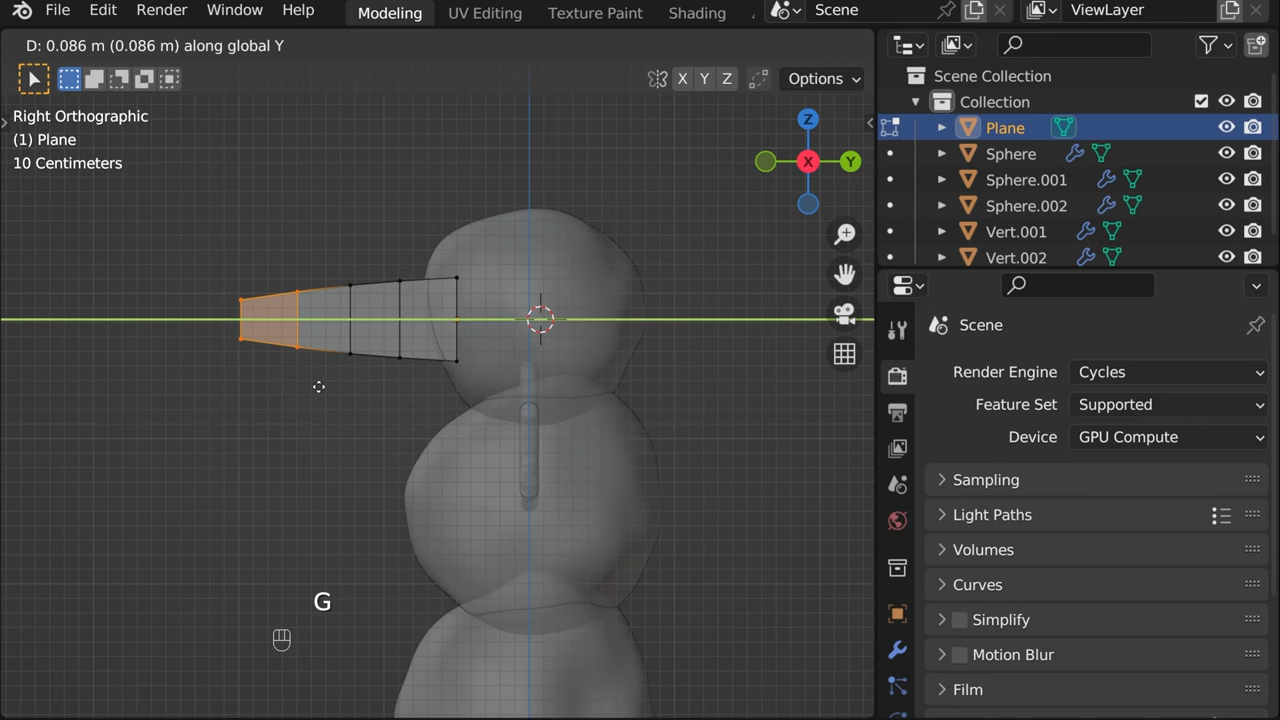 File Edit Render Window Help Modeling UV Editing Texture Paint Shading Scene ViewLayer
D: 0.086 m (0.086 m) along global Y
X Y Z Options
Right Orthographic
(1) Plane
10 Centimeters
Z
Y
X
G
Scene Collection
Collection
Plane
Sphere
Sphere.001
Sphere.002
Vert.001
Vert.002
Scene
Render Engine Cycles
Feature Set Supported
Device GPU Compute
Sampling
Light Paths
Volumes
Curves
Simplify
Motion Blur
Film